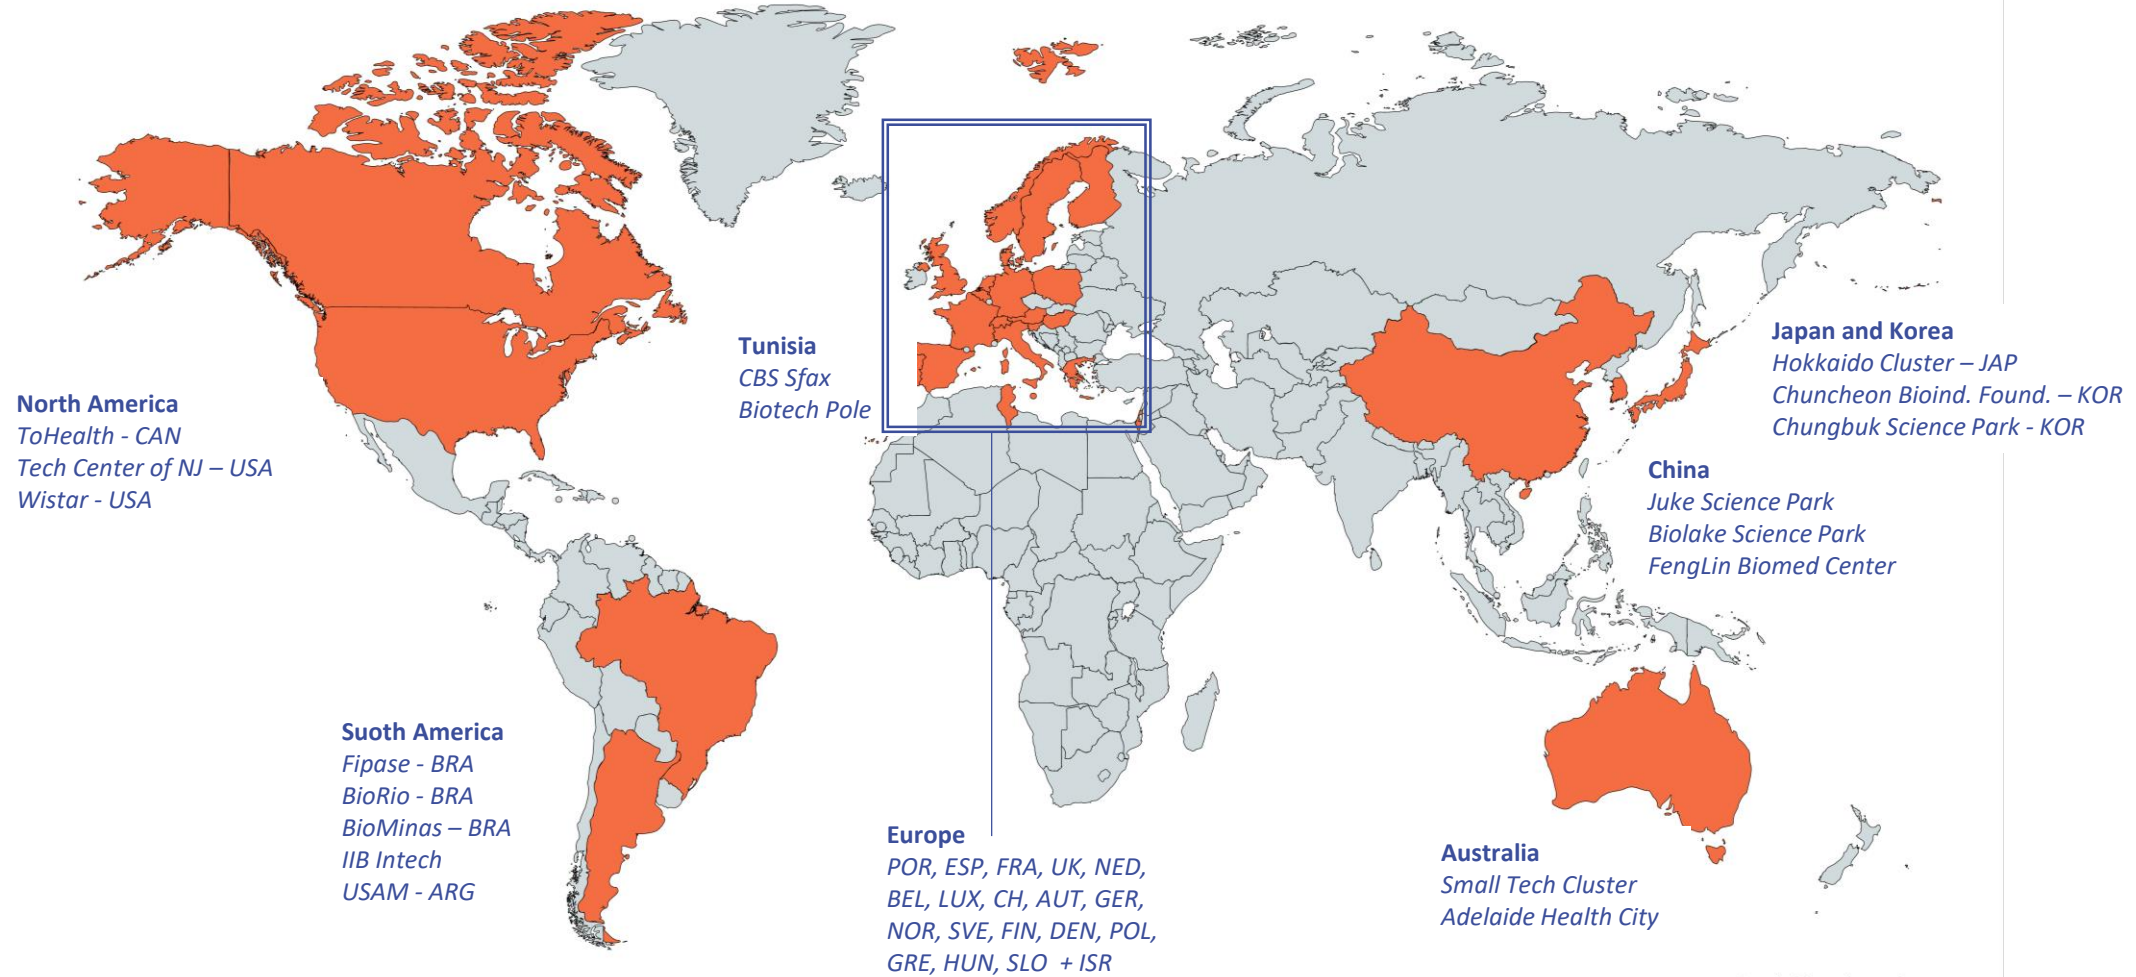 North America
ToHealth - CAN
Tech Center of NJ – USA
Wistar - USA
Suoth America
Fipase - BRA
BioRio - BRA
BioMinas – BRA
IIB Intech
USAM - ARG
Tunisia
CBS Sfax
Biotech Pole
Europe
POR, ESP, FRA, UK, NED,
BEL, LUX, CH, AUT, GER,
NOR, SVE, FIN, DEN, POL,
GRE, HUN, SLO + ISR
Japan and Korea
Hokkaido Cluster – JAP
Chuncheon Bioind. Found. – KOR
Chungbuk Science Park - KOR
China
Juke Science Park
Biolake Science Park
FengLin Biomed Center
Australia
Small Tech Cluster
Adelaide Health City